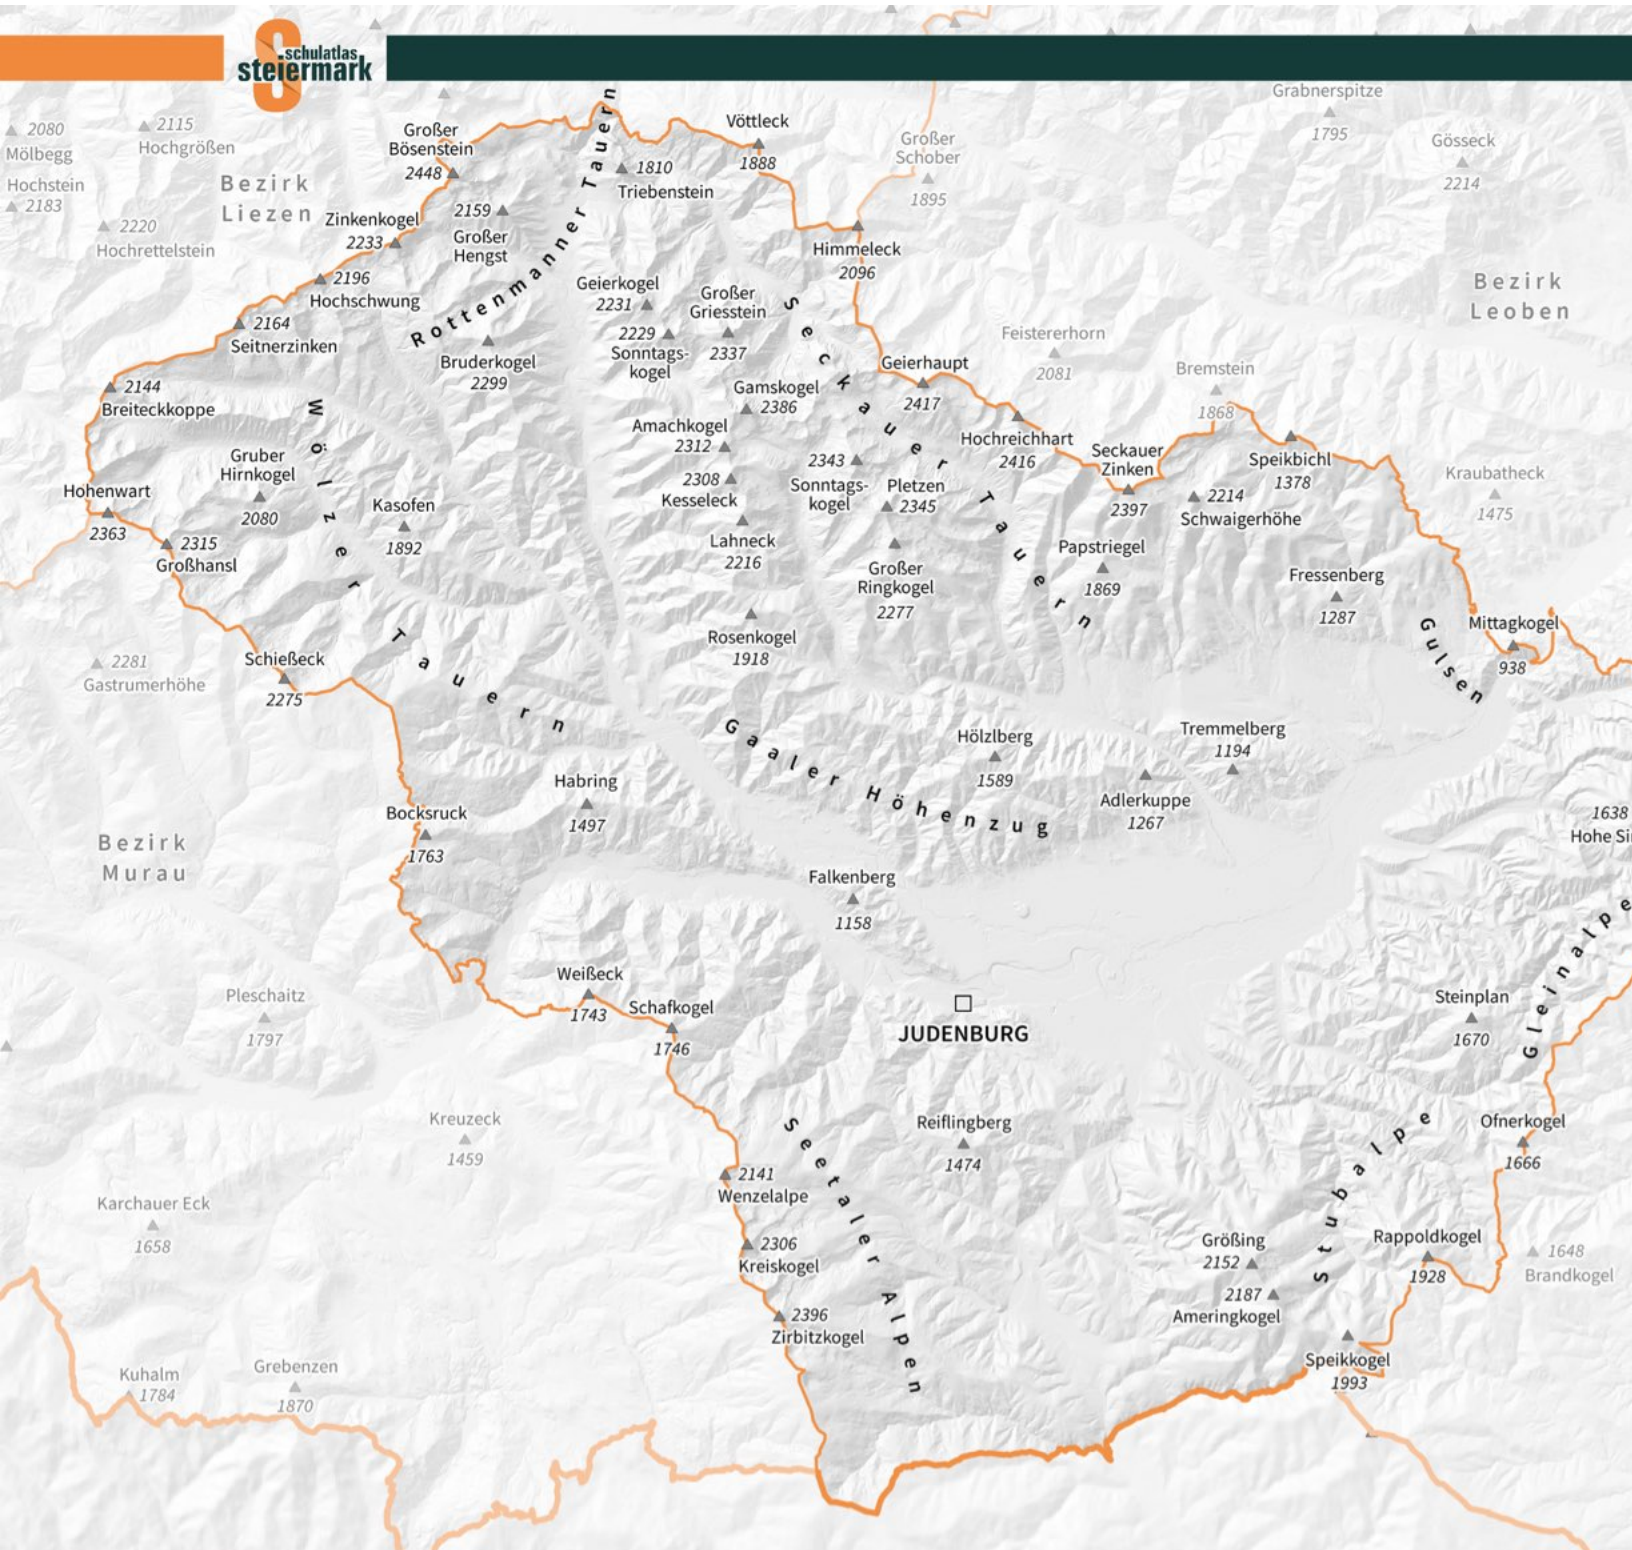 schulatlas
steiermark
Grabnerspitze
1795
2080
Mölbegg
2115
Hochgrößen
Großer
Bösenstein
2448
Rottenmanner Tauern
1810
Triebenstein
Vöttleck
1888
Großer
Schober
1895
Gösseck
2214
Hochstein
2183
Bezirk
Liezen
2220
Hochrettelstein
Zinkenkogel
2233
2159
Großer
Hengst
Himmeleck
2096
2196
Hochschwung
Geierkogel
2231
Großer
Griesstein
2337
Seckauer Tauern
Bezirk
Leoben
2164
Seitnerzinken
Bruderkogel
2299
2229
Sonntags-
kogel
Feistererhorn
2081
Geierhaupt
2417
Bremstein
1868
2144
Breiteckkoppe
Wölzer Tauern
Gamskogel
2386
Amachkogel
2312
Hochreichhart
2416
Seckauer
Zinken
2397
Speikbichl
1378
Gruber
Hirnkogel
2080
2308
Kesseleck
2343
Sonntags-
kogel
Pletzen
2345
2214
Schwaigerhöhe
Kraubatheck
1475
Hohenwart
2363
Kasofen
1892
2315
Großhansl
Lahneck
2216
Großer
Ringkogel
2277
Papstriegel
1869
Fressenberg
1287
Rosenkogel
1918
Gulsen
Mittagkogel
938
2281
Gastrumerhöhe
Schießeck
2275
Gaaler Höhenzug
Hölzlberg
1589
Tremmelberg
1194
Habring
1497
Adlerkuppe
1267
Bocksruck
1763
1638
Hohe Si
Bezirk
Murau
Falkenberg
1158
Gleinalpe
Weißeck
1743
Schafkogel
1746
Pleschaitz
1797
JUDENBURG
Steinplan
1670
Kreuzeck
1459
Seetaler Alpen
Reiflingberg
1474
Stubalpe
Ofnerkogel
1666
2141
Wenzelalpe
Karchauer Eck
1658
2306
Kreiskogel
Größing
2152
Rappoldkogel
1928
1648
Brandkogel
2187
Ameringkogel
2396
Zirbitzkogel
Speikkogel
1993
Kuhalm
1784
Grebenzen
1870